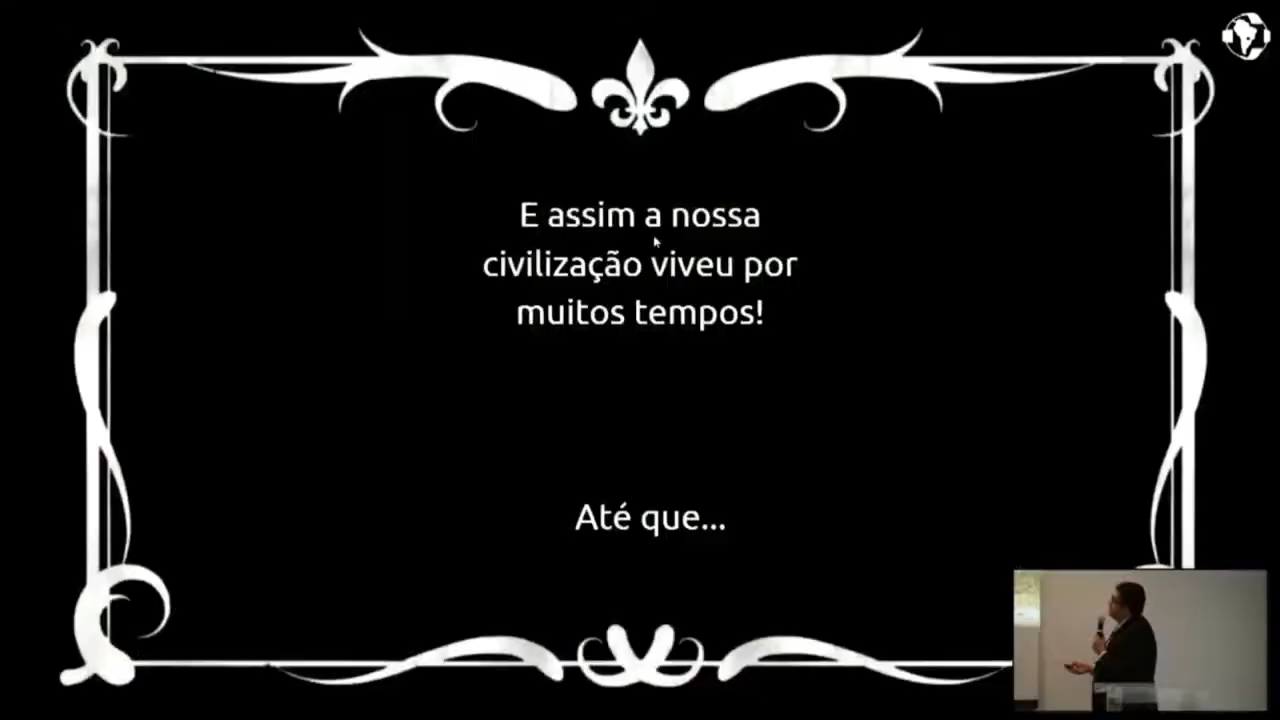 E assim a nossa
civilização viveu por
muitos tempos!
Até que...